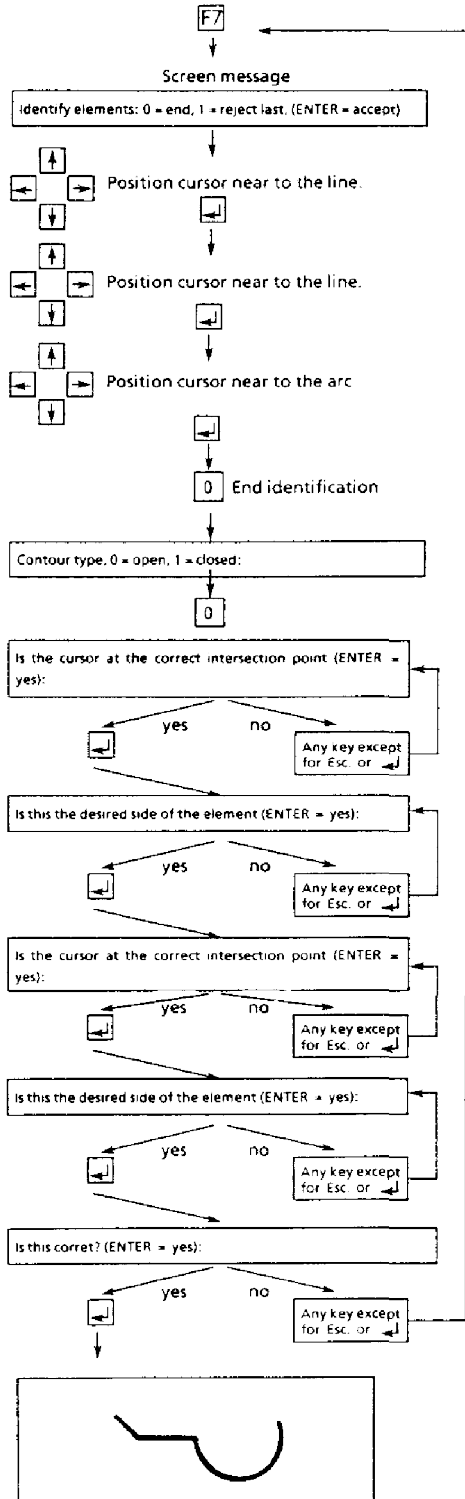 F7
Screen message
Identify elements: 0 = end, 1 = reject last, (ENTER = accept)
Position cursor near to the line.
Position cursor near to the line.
Position cursor near to the arc
0 End identification
Contour type, 0 = open, 1 = closed:
0
Is the cursor at the correct intersection point (ENTER =
yes):
yes no
Any key except
for Esc. or
Is this the desired side of the element (ENTER = yes):
yes no
Any key except
for Esc. or
Is the cursor at the correct intersection point (ENTER =
yes):
yes no
Any key except
for Esc. or
Is this the desired side of the element (ENTER = yes):
yes no
Any key except
for Esc. or
Is this corret? (ENTER = yes):
yes no
Any key except
for Esc. or